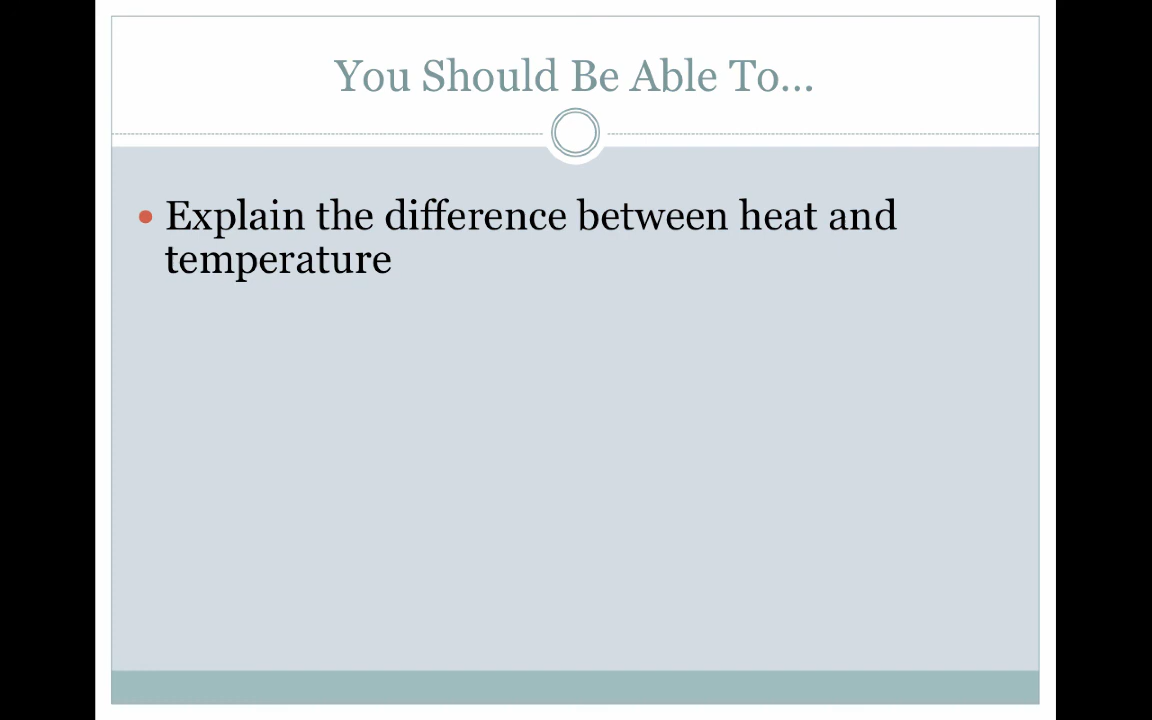 You Should Be Able To...
• Explain the difference between heat and
temperature